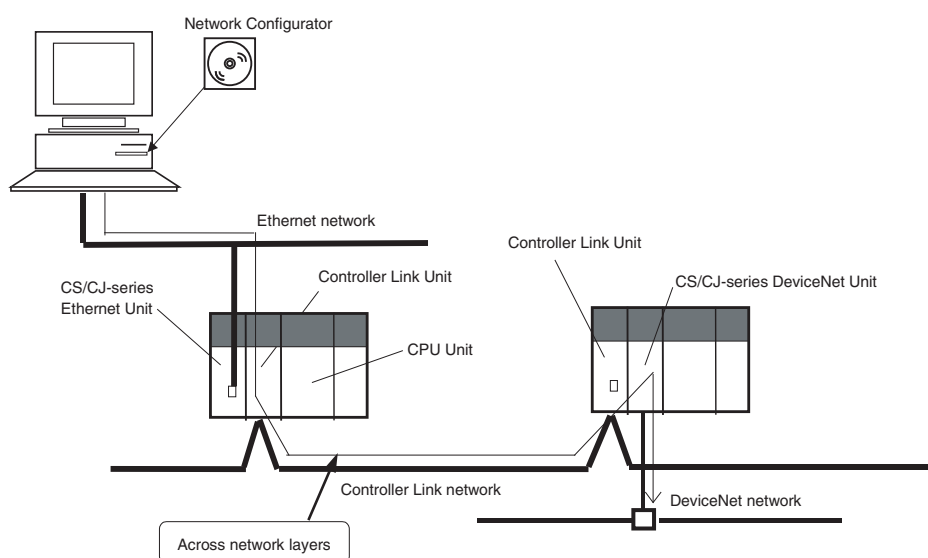 Network Configurator
Ethernet network
Controller Link Unit
CS/CJ-series
Ethernet Unit
Controller Link Unit
CS/CJ-series DeviceNet Unit
CPU Unit
Controller Link network
DeviceNet network
Across network layers